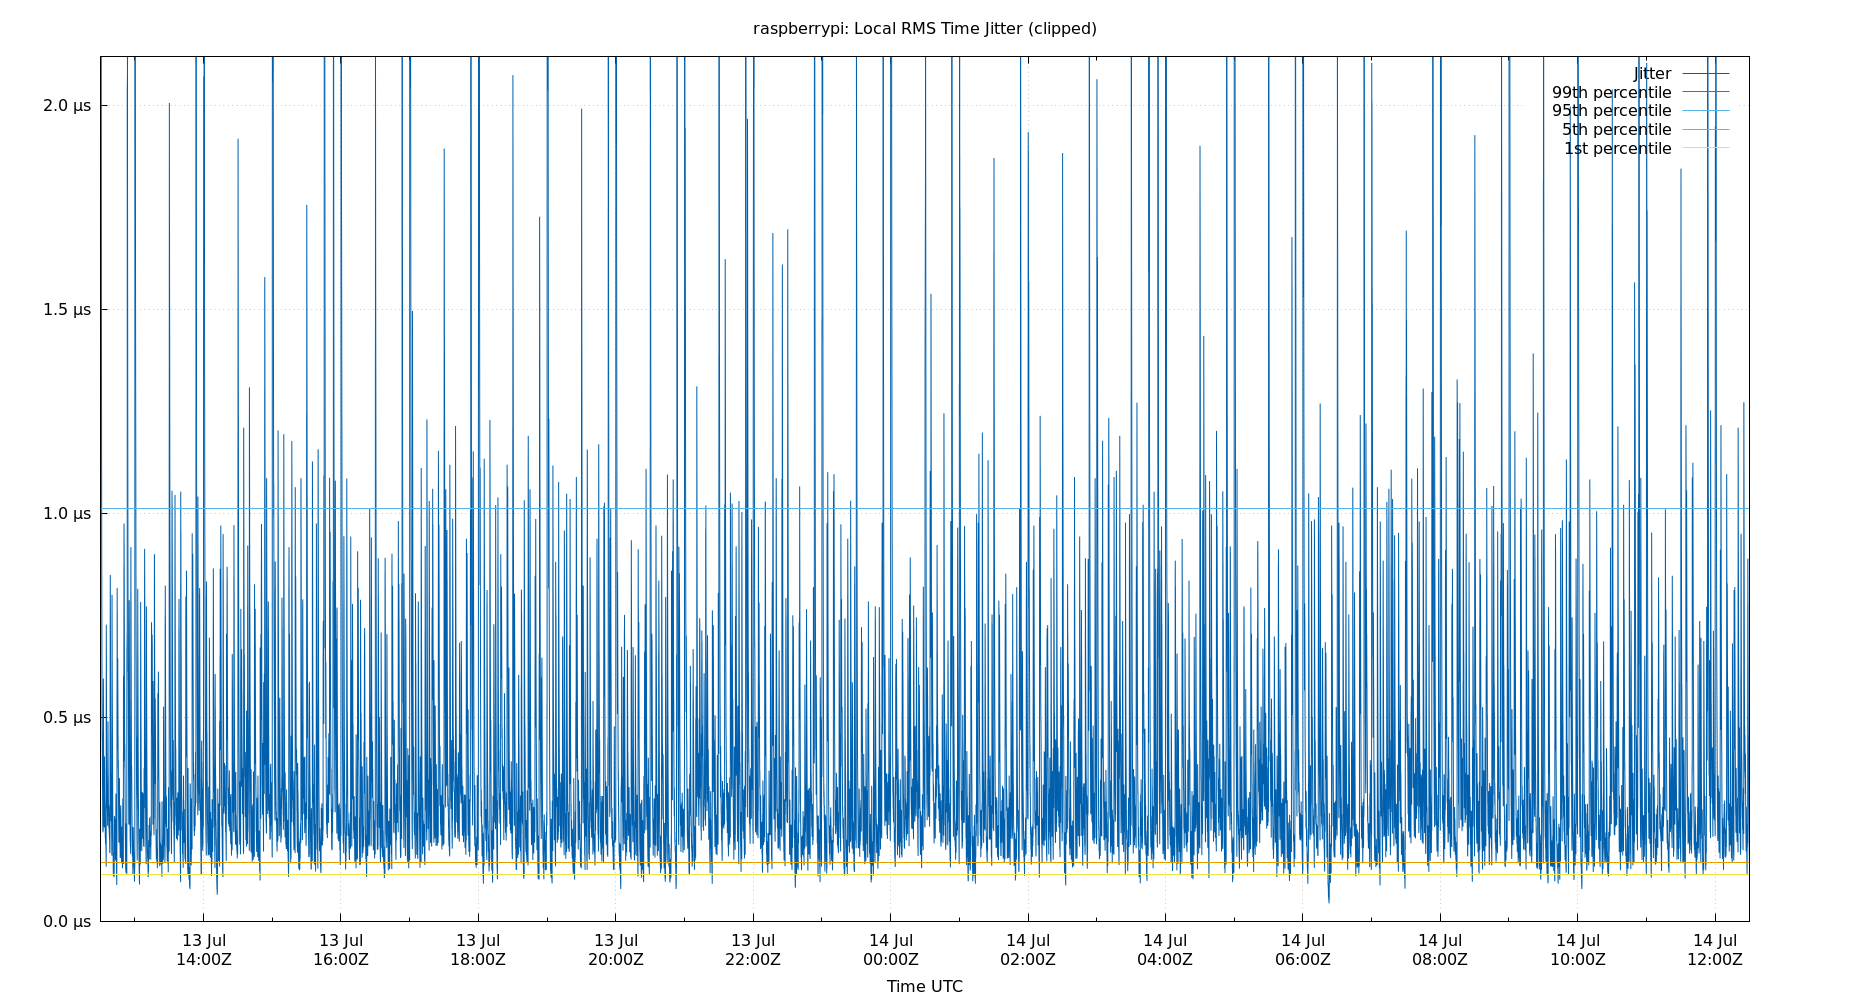 raspberrypi: Local RMS Time Jitter (clipped)
Jitter
99th percentile
95th percentile
5th percentile
1st percentile
2.0 µs
1.5 µs
1.0 µs
0.5 µs
0.0 µs
13 Jul 13 Jul 13 Jul 13 Jul 13 Jul 14 Jul 14 Jul 14 Jul 14 Jul 14 Jul 14 Jul 14 Jul
14:00Z 16:00Z 18:00Z 20:00Z 22:00Z 00:00Z 02:00Z 04:00Z 06:00Z 08:00Z 10:00Z 12:00Z
Time UTC